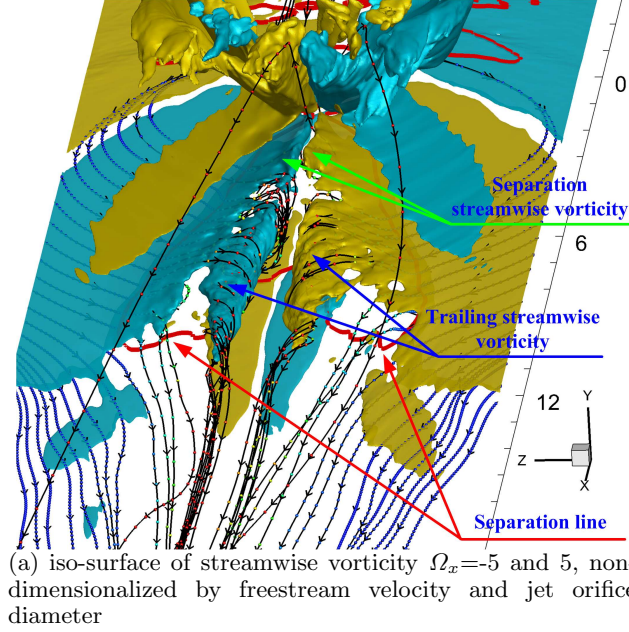 0
Separation
streamwise vorticity
6
Trailing streamwise
vorticity
12
Y
Z
X
Separation line
(a) iso-surface of streamwise vorticity Ωx=-5 and 5, non
dimensionalized by freestream velocity and jet orifice
diameter